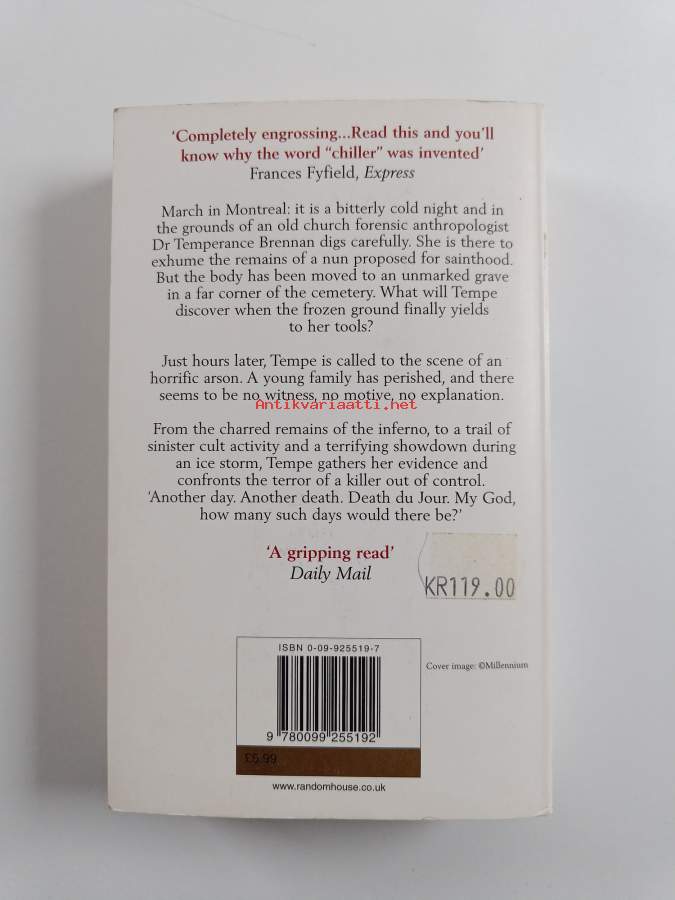 ‘Completely engrossing...Read this and you’ll
know why the word “chiller” was invented’
Frances Fyfield, Express
March in Montreal: it is a bitterly cold night and in
the grounds of an old church forensic anthropologist
Dr Temperance Brennan digs carefully. She is there to
exhume the remains of a nun proposed for sainthood.
But the body has been moved to an unmarked grave
in a far corner of the cemetery. What will Tempe
discover when the frozen ground finally yields
to her tools?
Just hours later, Tempe is called to the scene of an
horrific arson. A young family has perished, and there
seems to be no witness, no motive, no explanation.
Antikvariaatti.net
From the charred remains of the inferno, to a trail of
sinister cult activity and a terrifying showdown during
an ice storm, Tempe gathers her evidence and
confronts the terror of a killer out of control.
‘Another day. Another death. Death du Jour. My God,
how many such days would there be?’
‘A gripping read’
Daily Mail
KR119.00
ISBN 0-09-925519-7
Cover image: ©Millennium
9 780099 255192
£5.99
www.randomhouse.co.uk